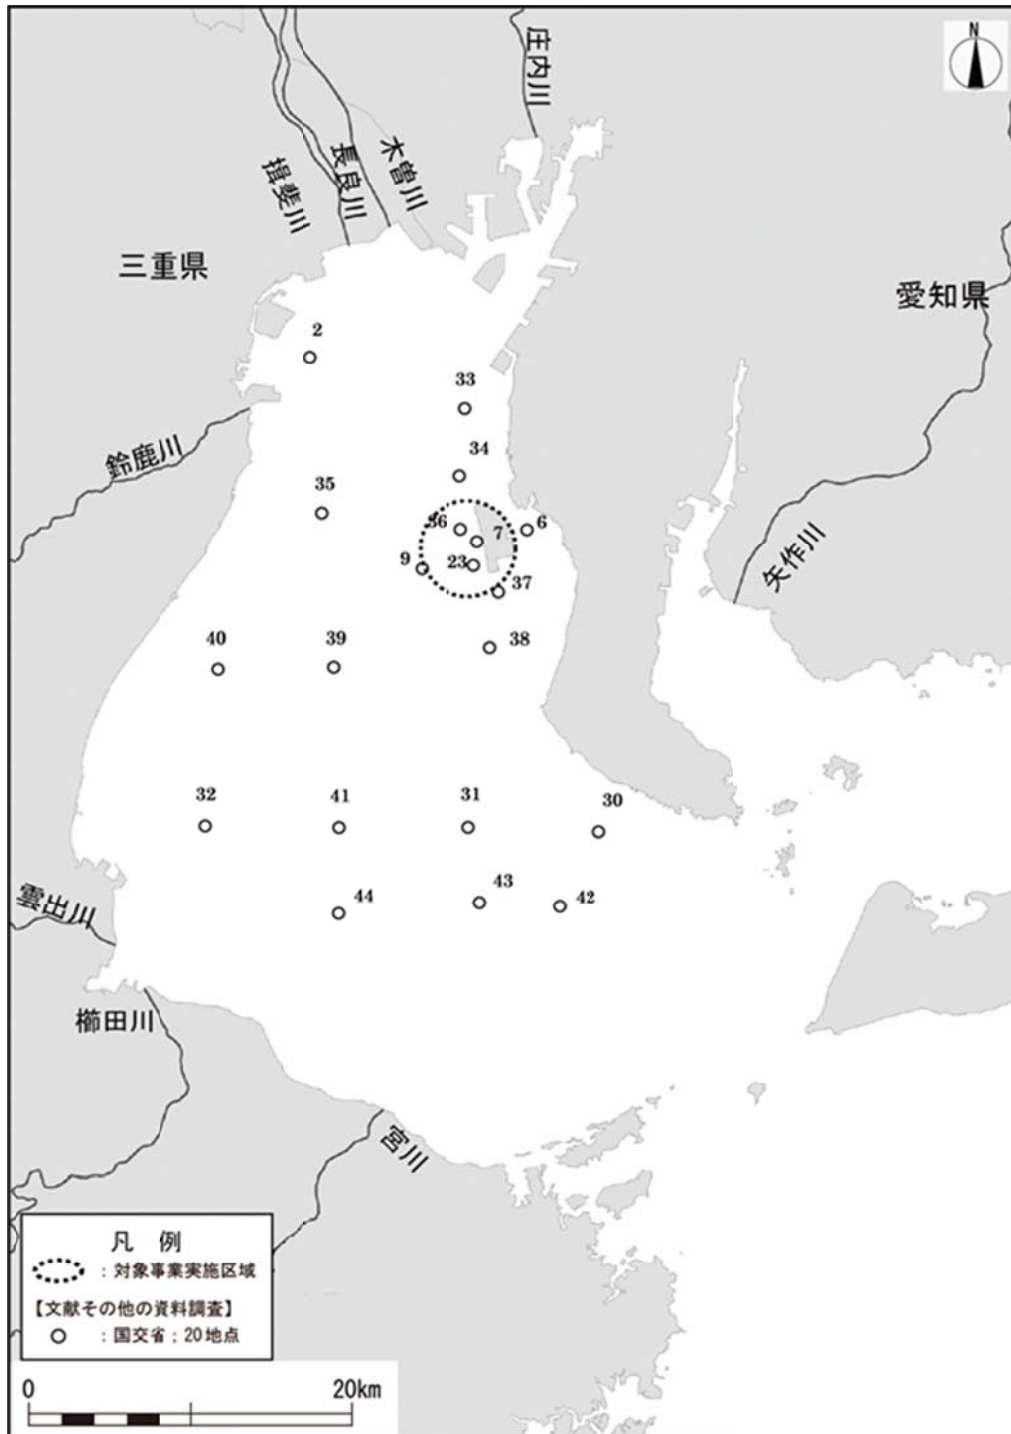 N
庄内川
木曽川
長良川
揖斐川
三重県
愛知県
2
33
鈴鹿川
34
35
36
7
6
矢作川
9
23
37
38
40
39
32
41
31
30
雲出川
44
43
42
櫛田川
宮川
凡 例
：対象事業実施区域
【文献その他の資料調査】
：国交省；20地点
0
20km